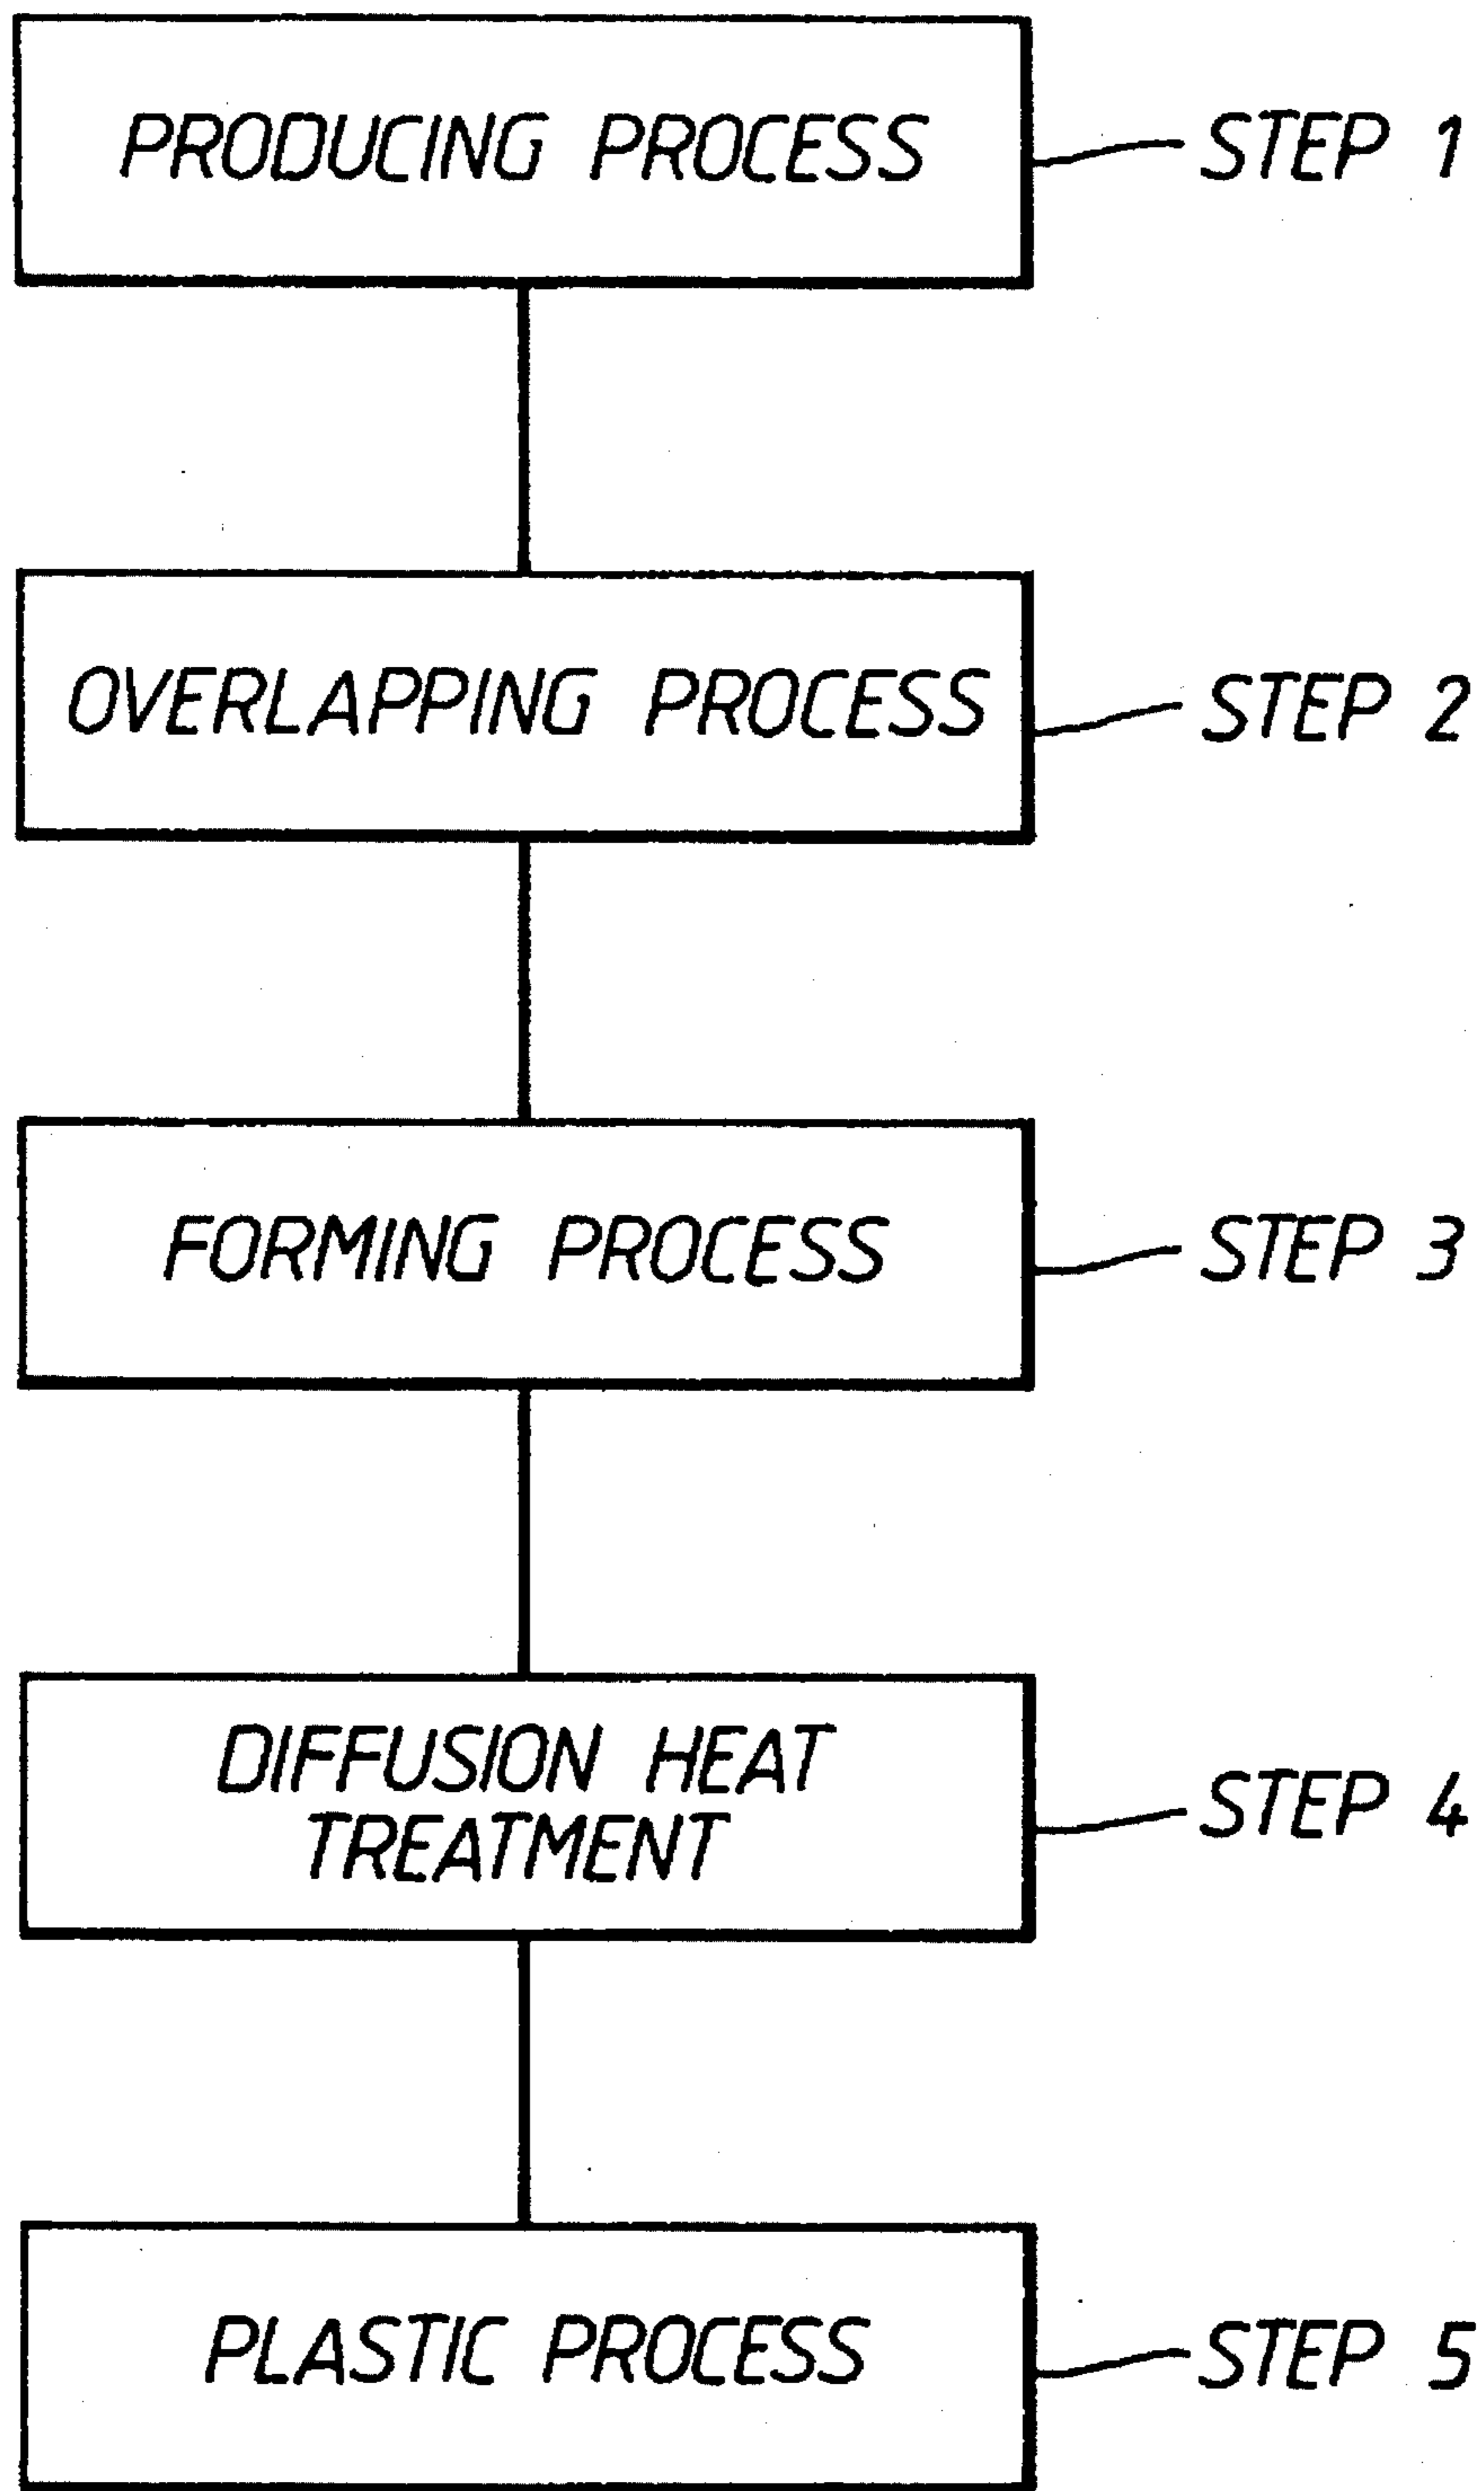 PRODUCING PROCESS
STEP 1
OVERLAPPING PROCESS
STEP 2
FORMING PROCESS
STEP 3
DIFFUSION HEAT
TREATMENT
STEP 4
PLASTIC PROCESS
STEP 5